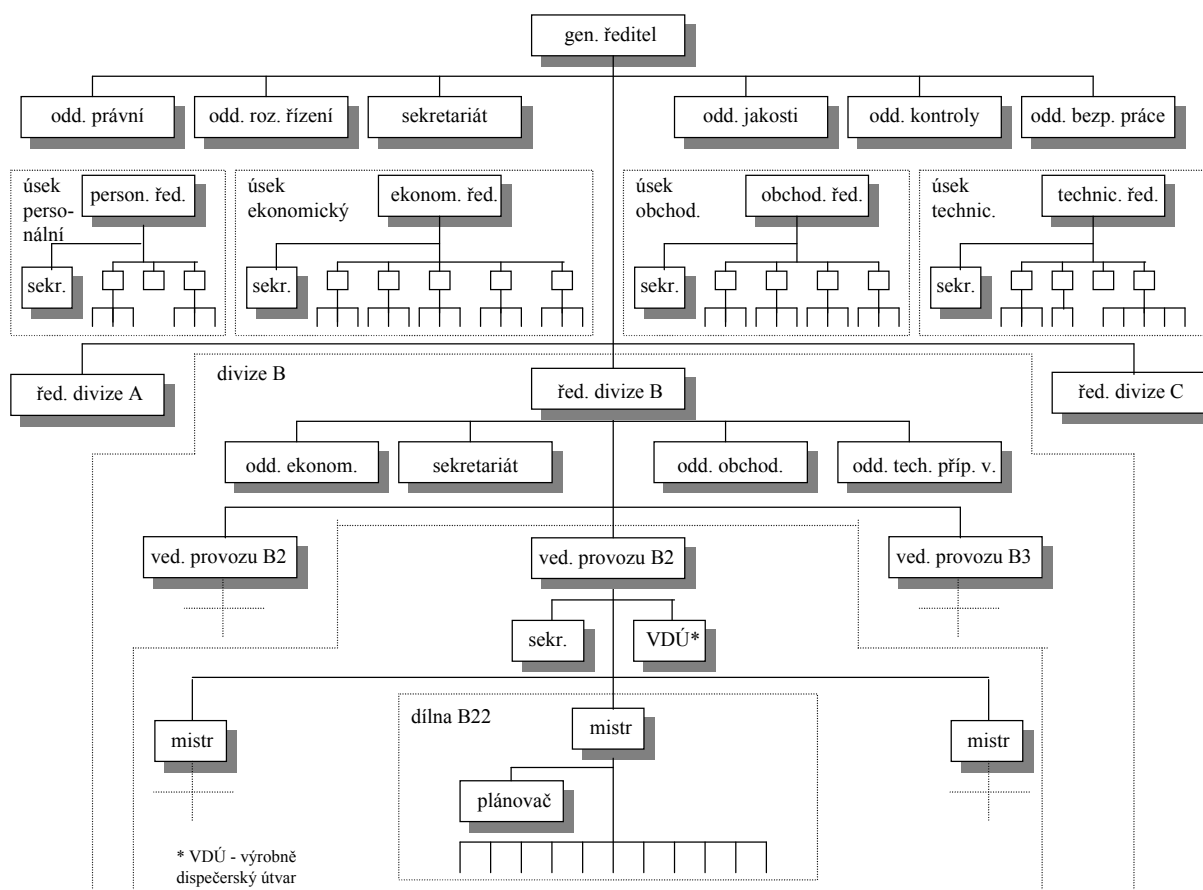 gen. ředitel
odd. právní
odd. roz. řízení
sekretariát
odd. jakosti
odd. kontroly
odd. bezp. práce
úsek
perso-
nální
person. řed.
sekr.
úsek
ekonomický
ekonom. řed.
sekr.
úsek
obchod.
obchod. řed.
sekr.
úsek
technic.
technic. řed.
sekr.
řed. divize A
divize B
řed. divize B
řed. divize C
odd. ekonom.
sekretariát
odd. obchod.
odd. tech. příp. v.
ved. provozu B2
ved. provozu B2
ved. provozu B3
sekr.
VDÚ*
mistr
dílna B22
mistr
mistr
plánovač
* VDÚ - výrobně
dispečerský útvar